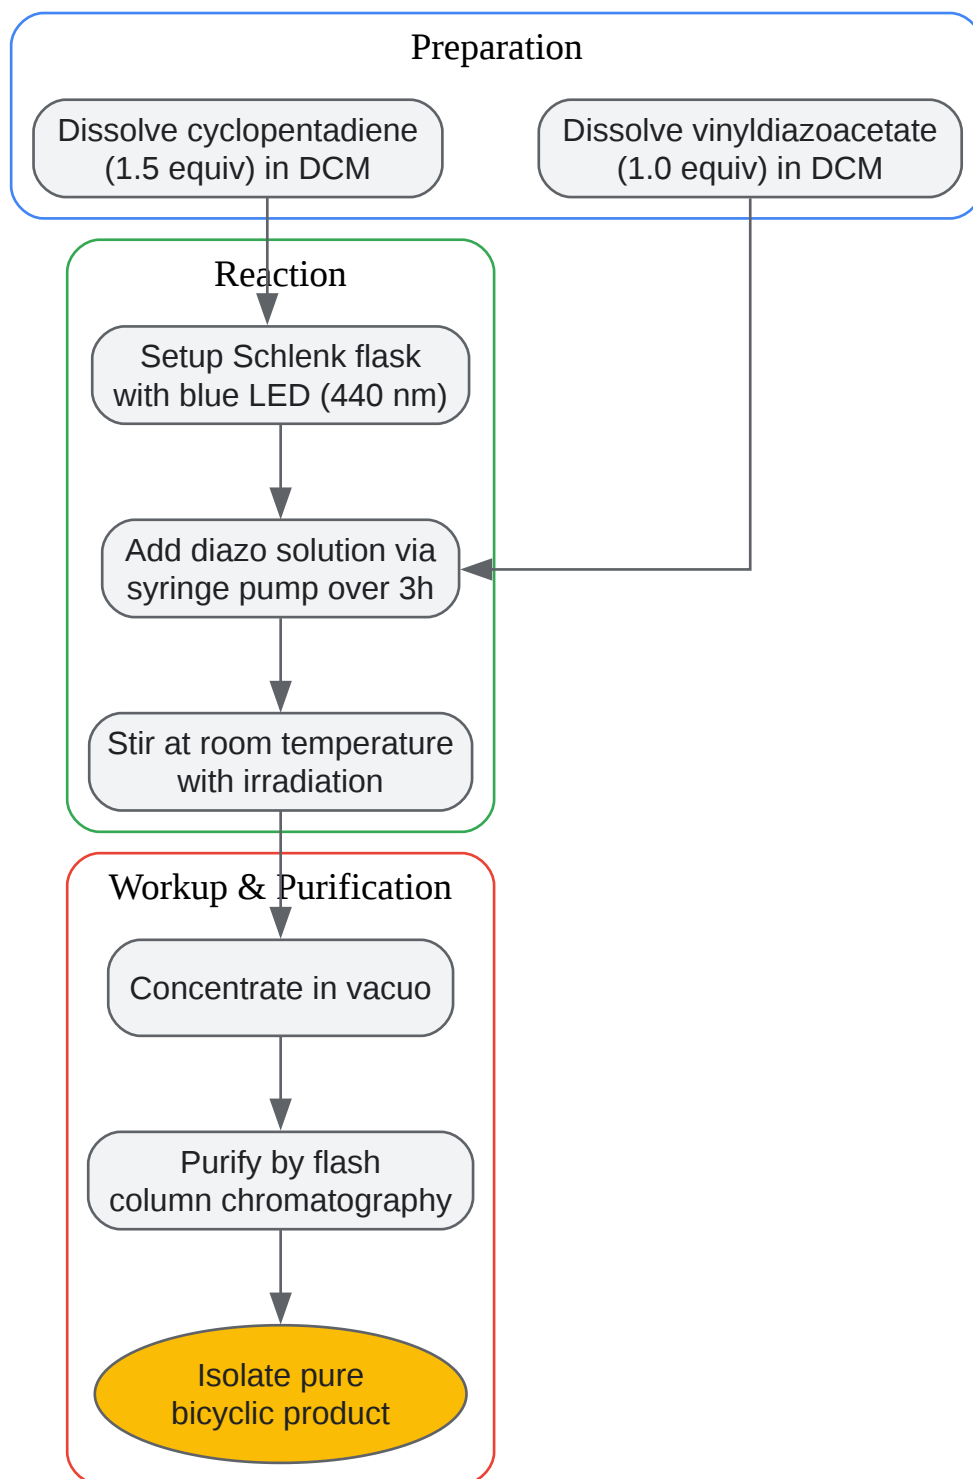 Preparation
Dissolve cyclopentadiene
(1.5 equiv) in DCM
Dissolve vinyldiazoacetate
(1.0 equiv) in DCM
Reaction
Setup Schlenk flask
with blue LED (440 nm)
Add diazo solution via
syringe pump over 3h
Stir at room temperature
with irradiation
Workup & Purification
Concentrate in vacuo
Purify by flash
column chromatography
Isolate pure
bicyclic product